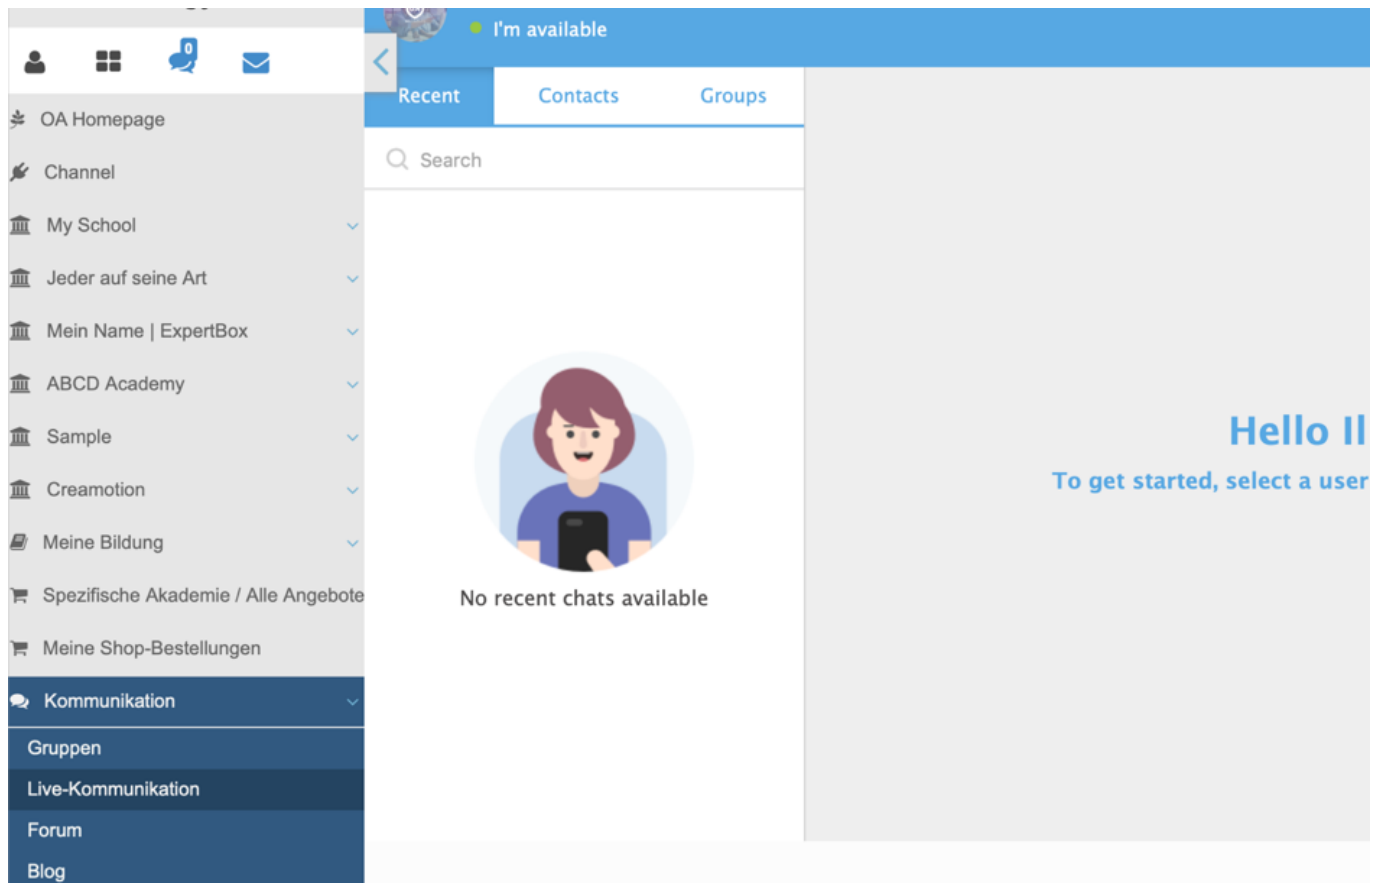 0
OA Homepage
Channel
My School
Jeder auf seine Art
Mein Name | ExpertBox
ABCD Academy
Sample
Creamotion
Meine Bildung
Spezifische Akademie / Alle Angebote
Meine Shop-Bestellungen
Kommunikation
Gruppen
Live-Kommunikation
Forum
Blog
I'm available
Recent
Contacts
Groups
Search
No recent chats available
Hello Il
To get started, select a user